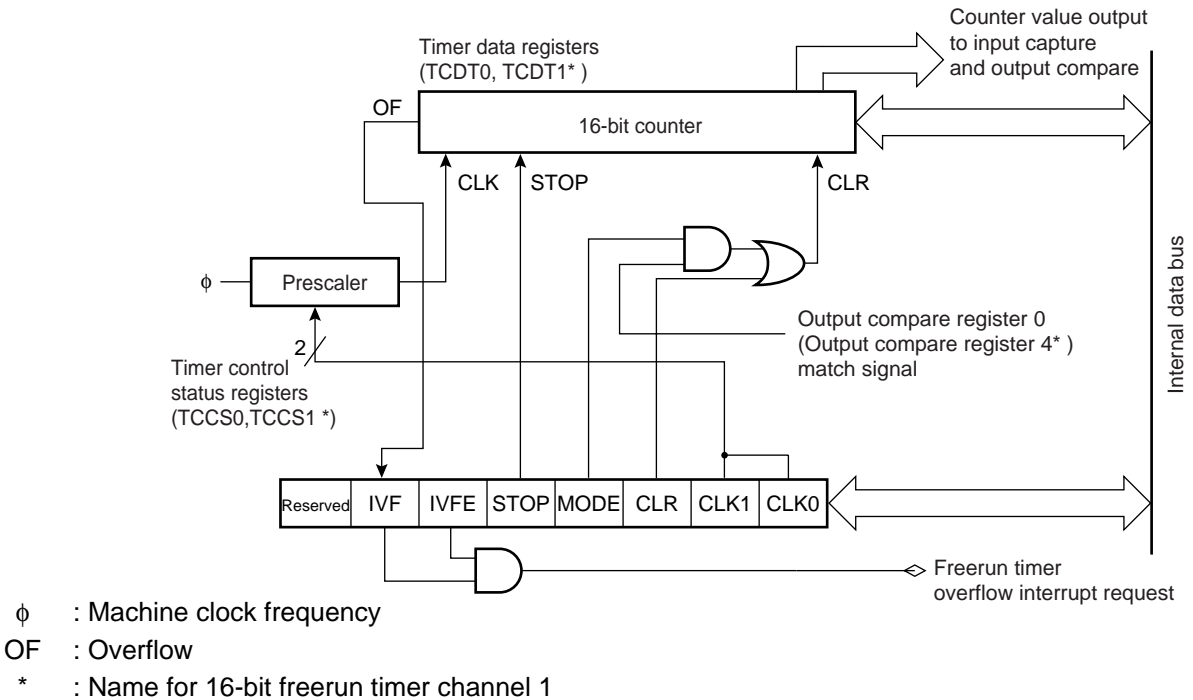 Counter value output
to input capture
and output compare
Timer data registers
(TCDT0, TCDT1* )
OF
16-bit counter
CLK
STOP
CLR
Internal data bus
ϕ
Prescaler
Output compare register 0
(Output compare register 4* )
match signal
2
Timer control
status registers
(TCCS0,TCCS1 *)
Reserved IVF IVFE STOP MODE CLR CLK1 CLK0
Freerun timer
overflow interrupt request
ϕ : Machine clock frequency
OF : Overflow
* : Name for 16-bit freerun timer channel 1